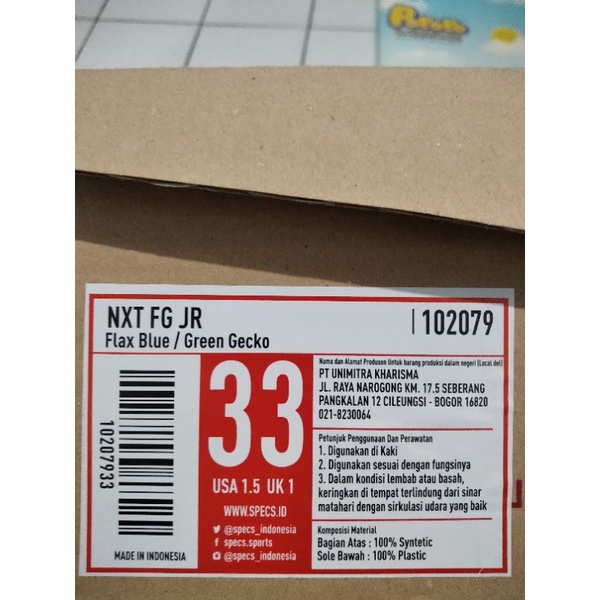 NXT FG JR
Flax Blue / Green Gecko
102079
10207933
MADE IN INDONESIA
33
USA 1.5 UK 1
WWW.SPECS.ID
@specs_indonesia
specs.sports
@specs_indonesia
Nama dan Alamat Produsen Untuk barang produksi dalam negeri (Local del)
PT UNIMITRA KHARISMA
JL. RAYA NAROGONG KM. 17.5 SEBERANG
PANGKALAN 12 CILEUNGSI - BOGOR 16820
021-8230064
Petunjuk Penggunaan Dan Perawatan
1. Digunakan di Kaki
2. Digunakan sesuai dengan fungsinya
3. Dalam kondisi lembab atau basah,
keringkan di tempat terlindung dari sinar
matahari dengan sirkulasi udara yang baik
Komposisi Material
Bagian Atas : 100% Syntetic
Sole Bawah : 100% Plastic